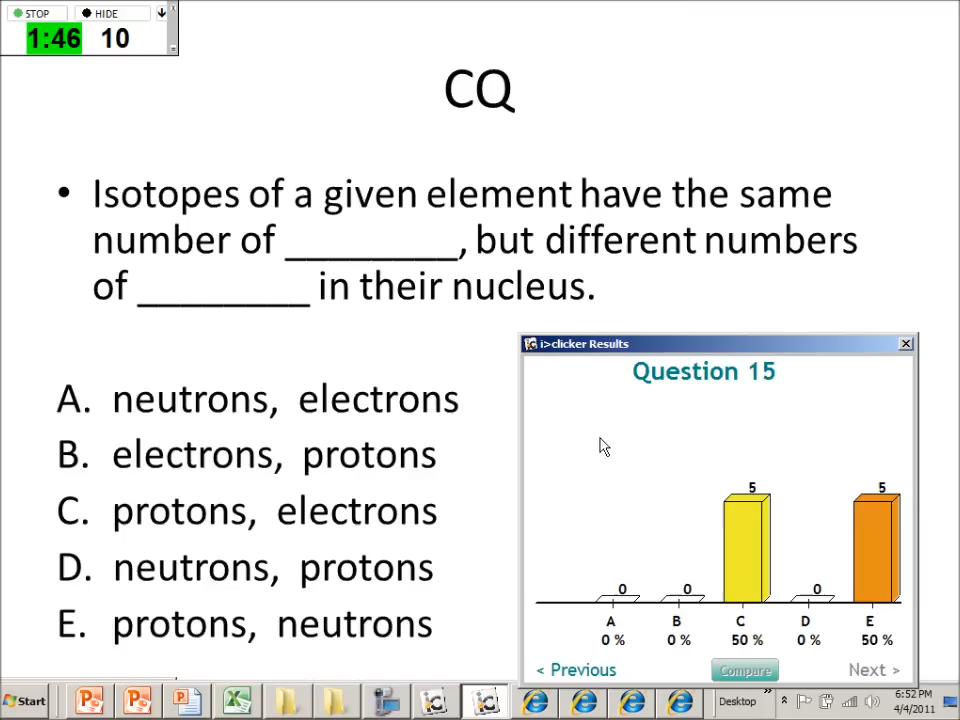 STOP HIDE
1:46 10
CQ
• Isotopes of a given element have the same
number of ________, but different numbers
of ________ in their nucleus.
A. neutrons, electrons
B. electrons, protons
C. protons, electrons
D. neutrons, protons
E. protons, neutrons
i>clicker Results
Question 15
0 0 5 0 5
A B C D E
0 % 0 % 50 % 0 % 50 %
< Previous Compare Next >
Start Desktop 6:52 PM
4/4/2011